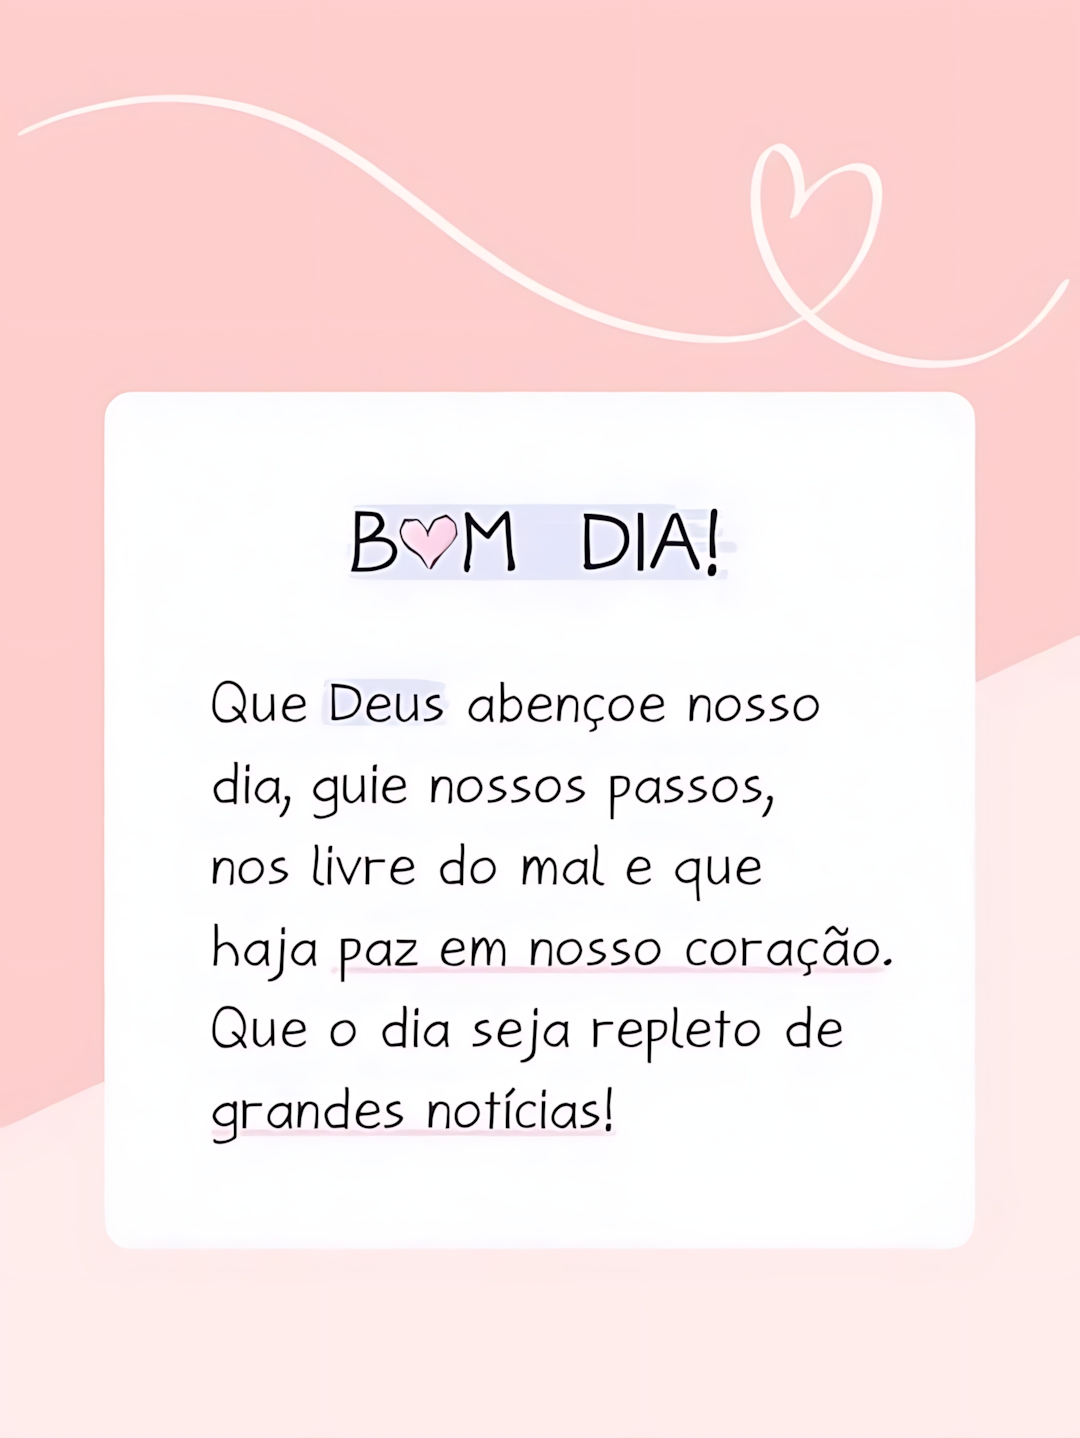 BOM DIA!
Que Deus abençoe nosso
dia, guie nossos passos,
nos livre do mal e que
haja paz em nosso coração.
Que o dia seja repleto de
grandes notícias!